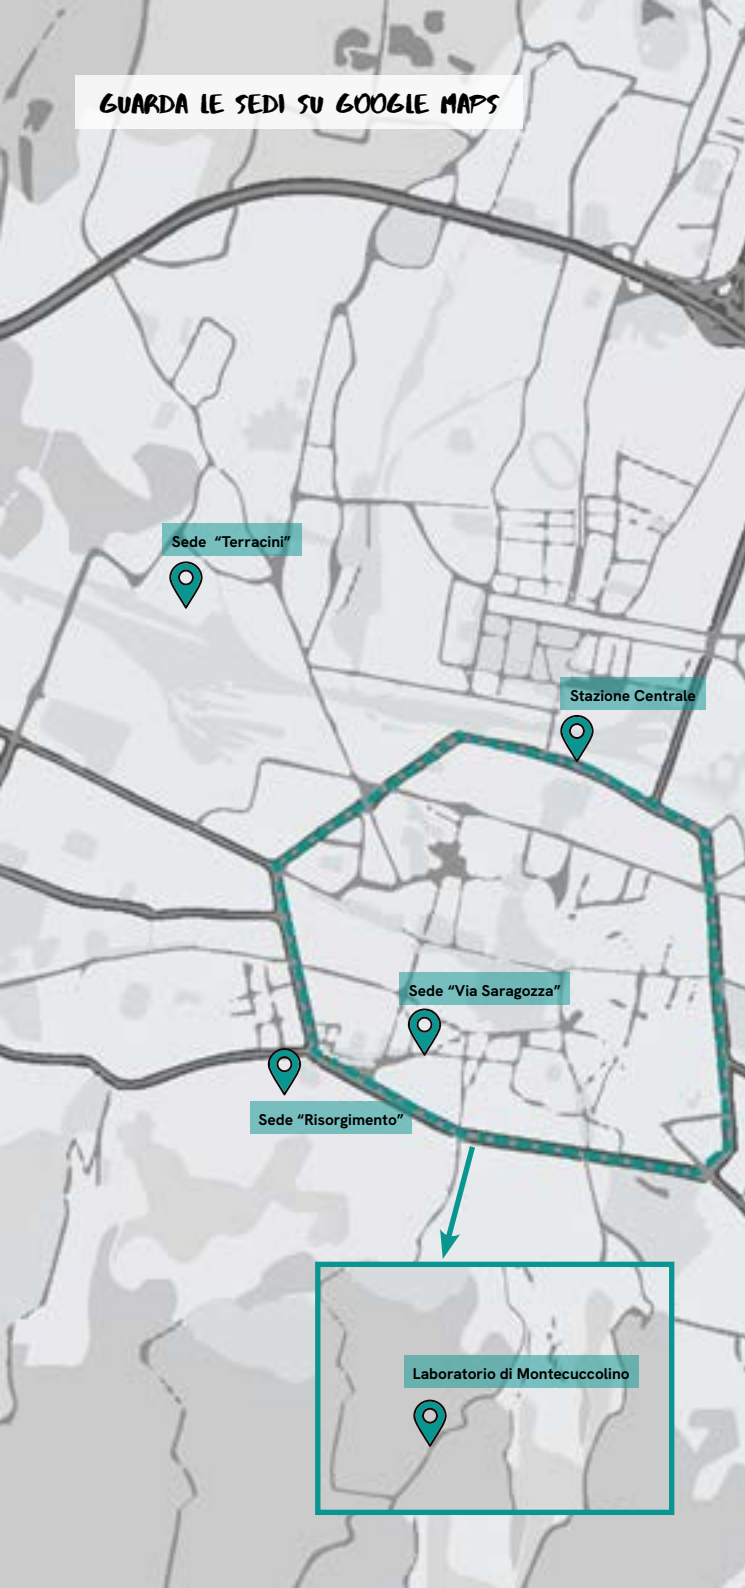 GUARDA LE SEDI SU GOOGLE MAPS
Sede “Terracini”
Stazione Centrale
Sede “Via Saragozza”
Sede “Risorgimento”
Laboratorio di Montecuccolino